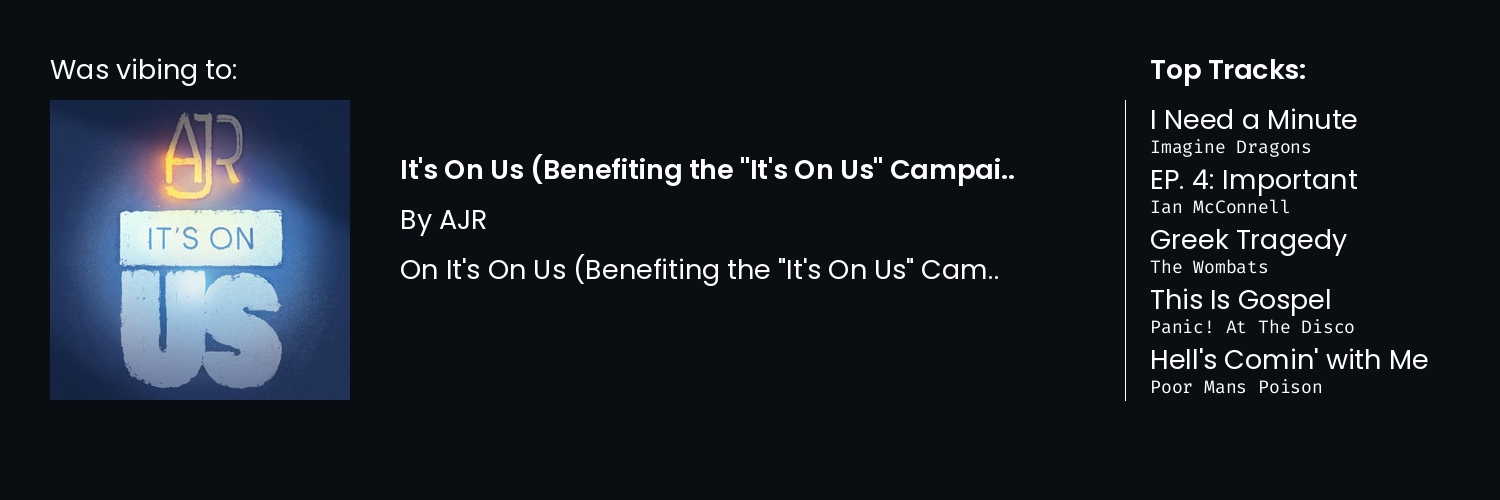 Was vibing to:
AJR
IT'S ON
US
It's On Us (Benefiting the "It's On Us" Campai..
By AJR
On It's On Us (Benefiting the "It's On Us" Cam..
Top Tracks:
I Need a Minute
Imagine Dragons
EP. 4: Important
Ian McConnell
Greek Tragedy
The Wombats
This Is Gospel
Panic! At The Disco
Hell's Comin' with Me
Poor Mans Poison